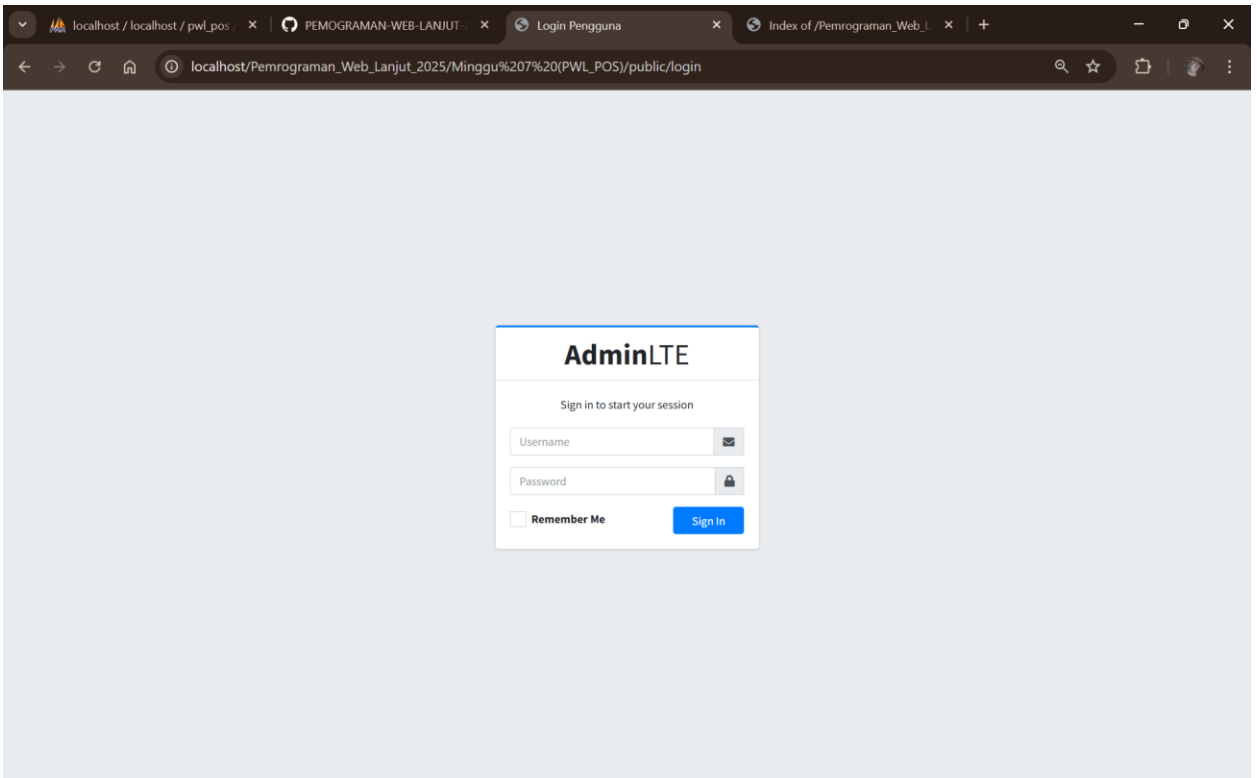 localhost / localhost / pwl_pos /
PEMOGRAMAN-WEB-LANJUT-
Login Pengguna
Index of /Pemrograman_Web_L
localhost/Pemrograman_Web_Lanjut_2025/Minggu%207%20(PWL_POS)/public/login
AdminLTE
Sign in to start your session
Username
Password
Remember Me
Sign In